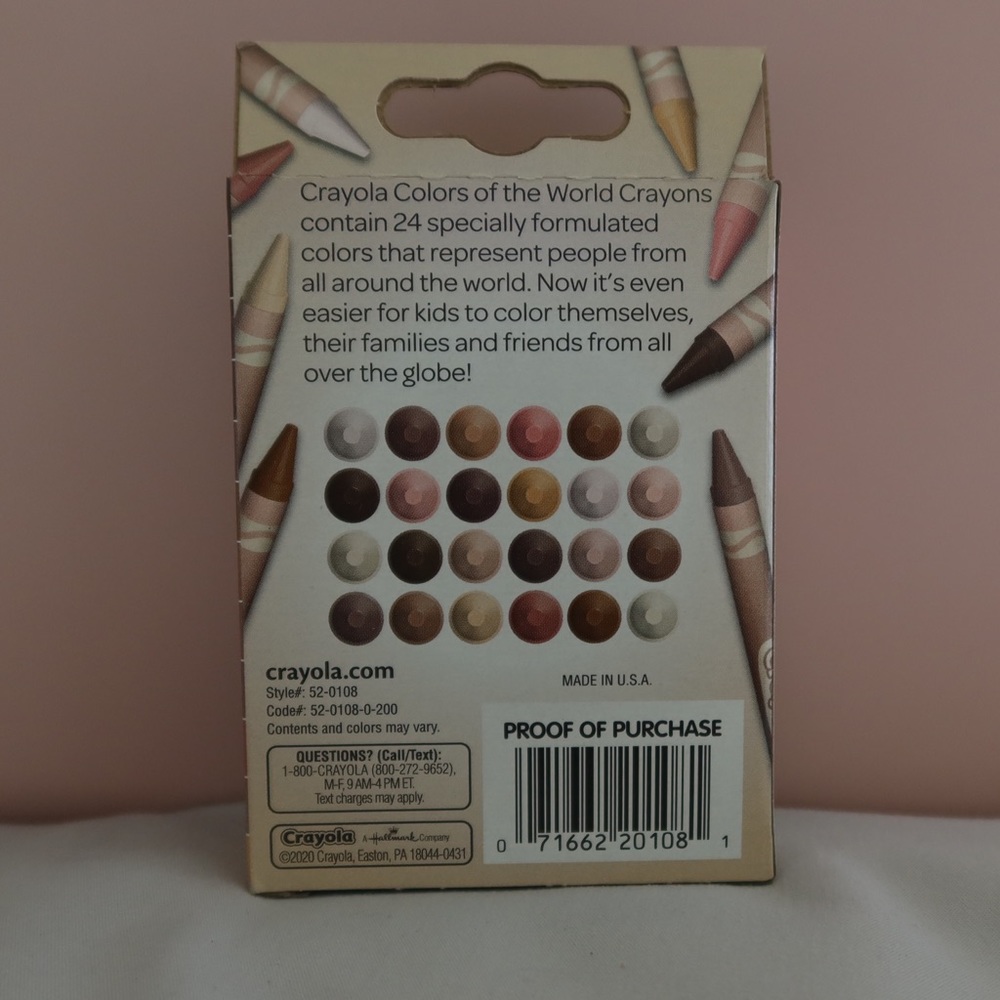 Crayola Colors of the World Crayons
contain 24 specially formulated
colors that represent people from
all around the world. Now it's even
easier for kids to color themselves,
their families and friends from all
over the globe!
crayola.com
Style#: 52-0108
Code#: 52-0108-0-200
Contents and colors may vary.
MADE IN U.S.A.
QUESTIONS? (Call/Text):
1-800-CRAYOLA (800-272-9652),
M-F, 9 AM-4 PM ET.
Text charges may apply.
Crayola A Hallmark Company
©2020 Crayola, Easton, PA 18044-0431
PROOF OF PURCHASE
0 71662 20108 1